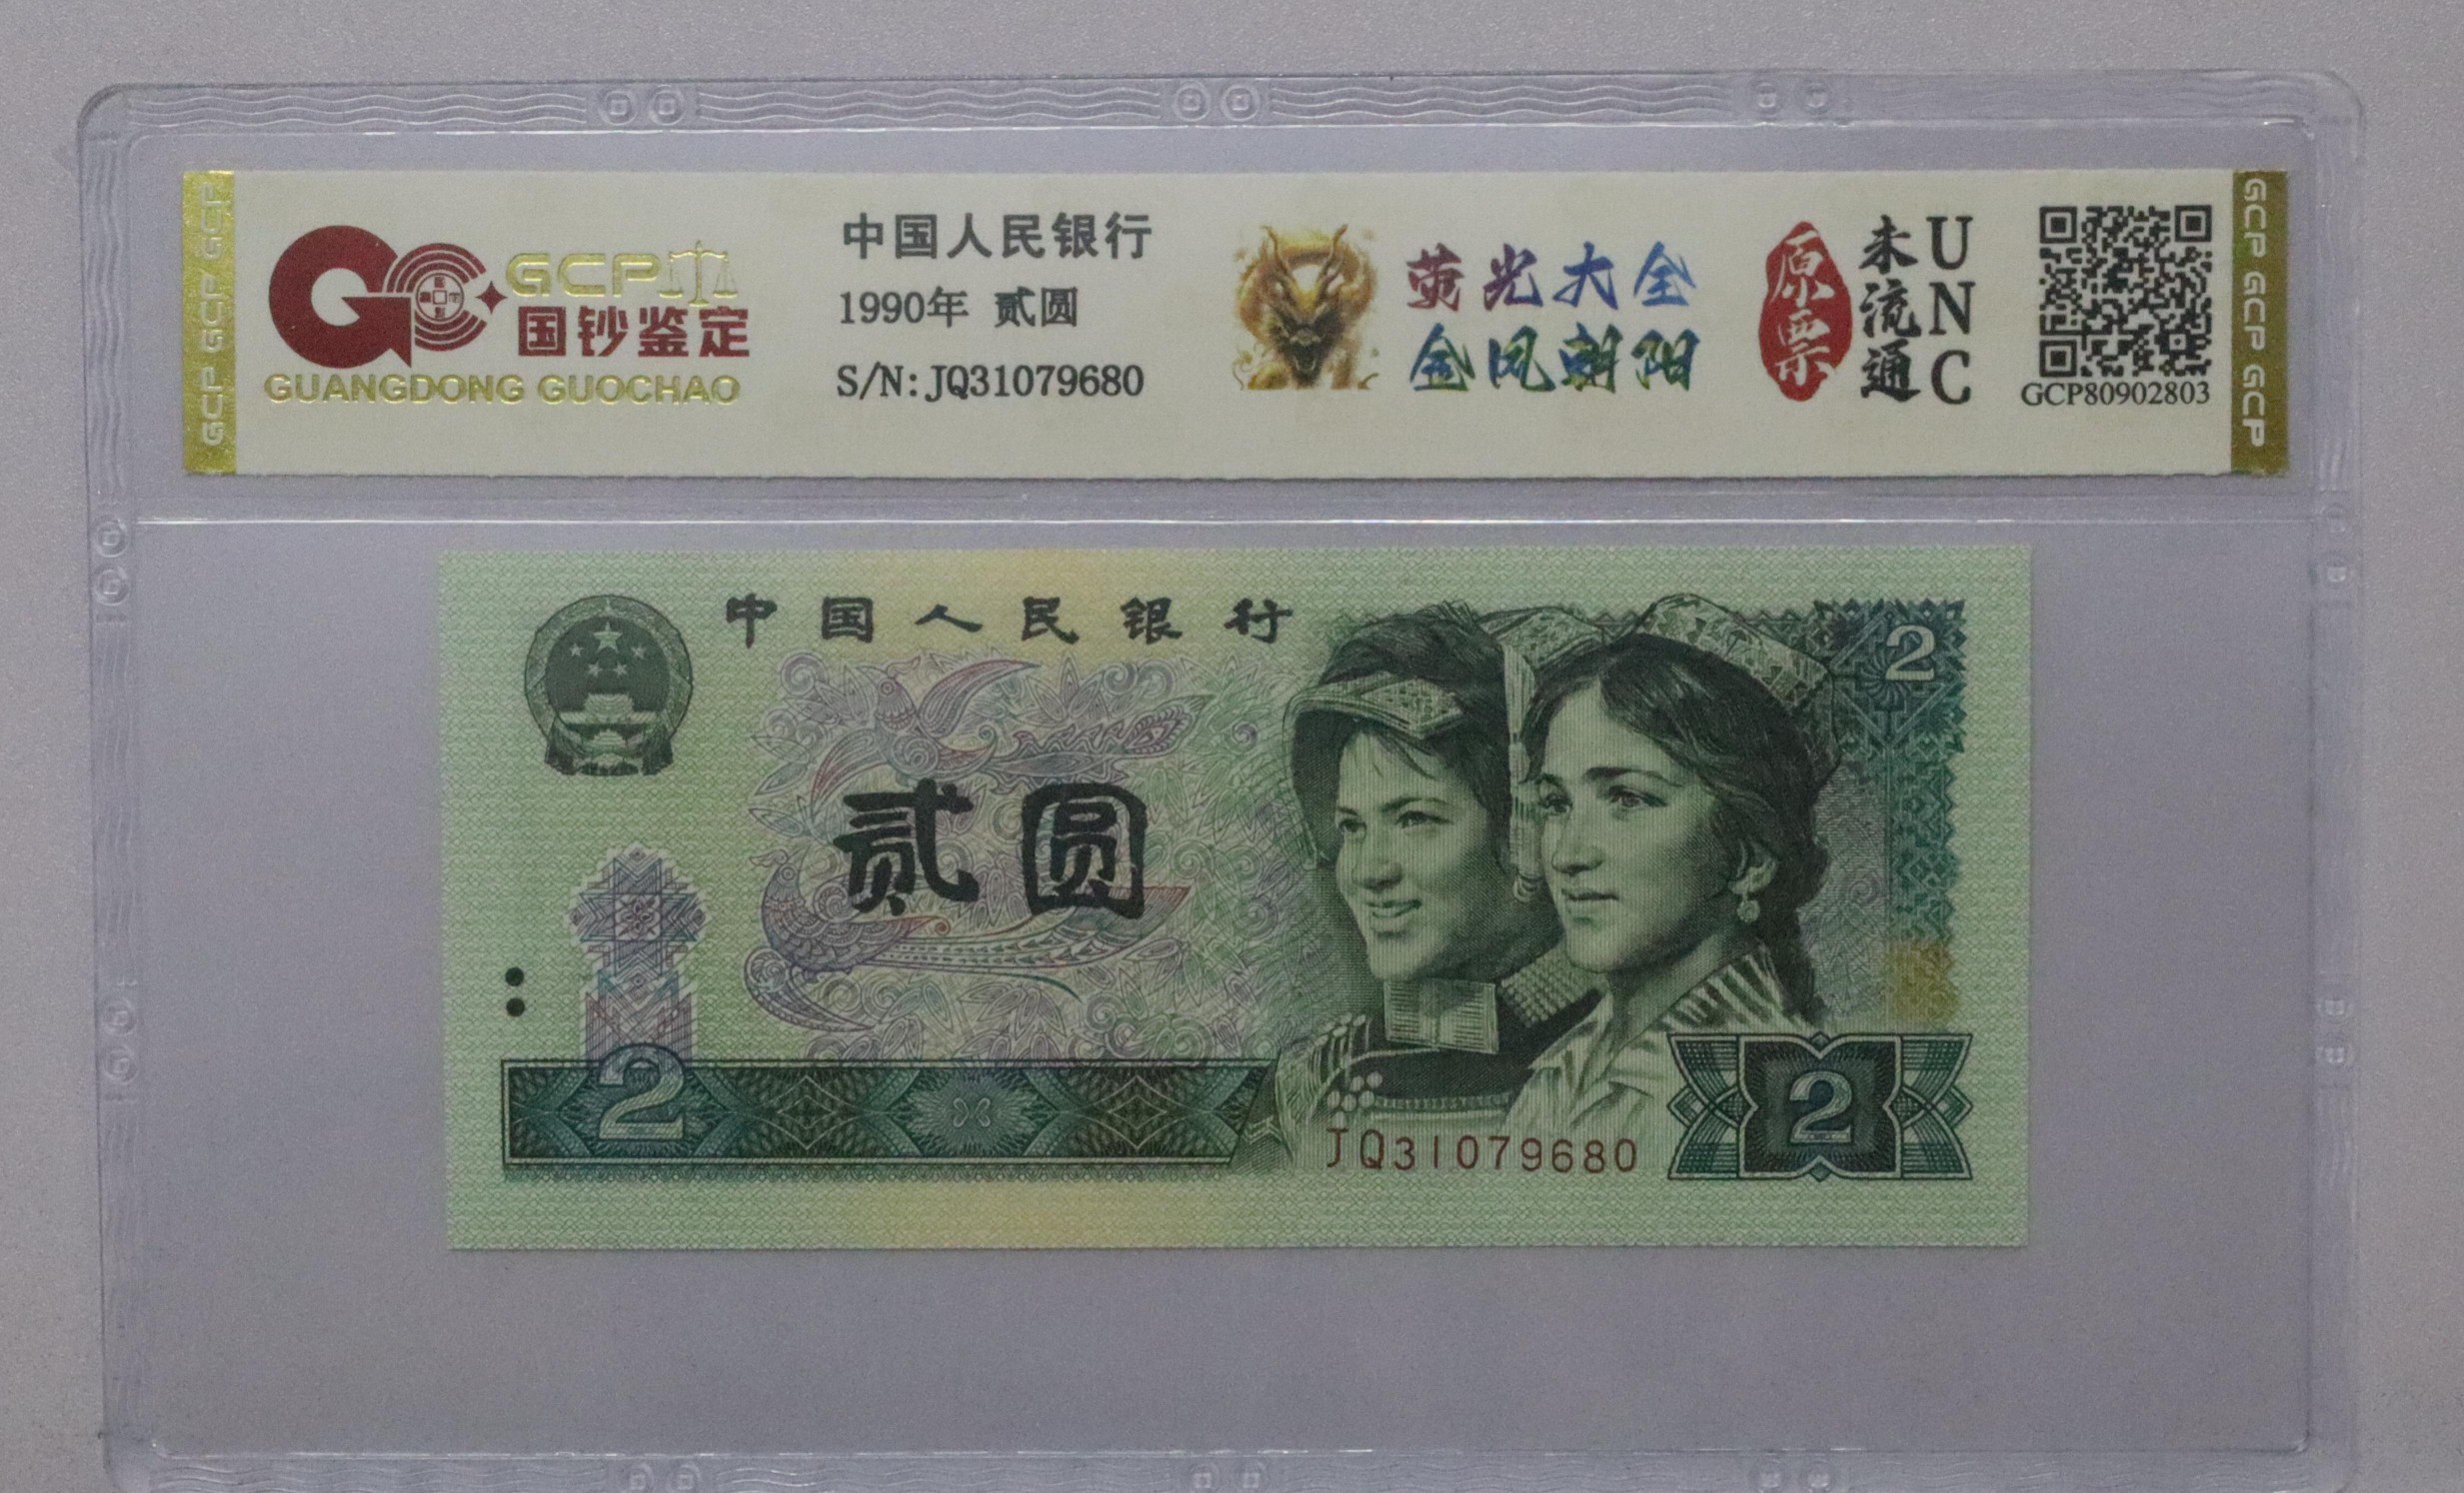 GCP GCP GCP
GCP
国钞鉴定
GUANGDONG GUOCHAO
中国人民银行
1990年 贰圆
S/N:JQ31079680
荧光大全
金凤朝阳
原票
未流通
UNC
GCP80902803
GCP GCP GCP
中国人民银行
2
贰圆
2
2
JQ31079680